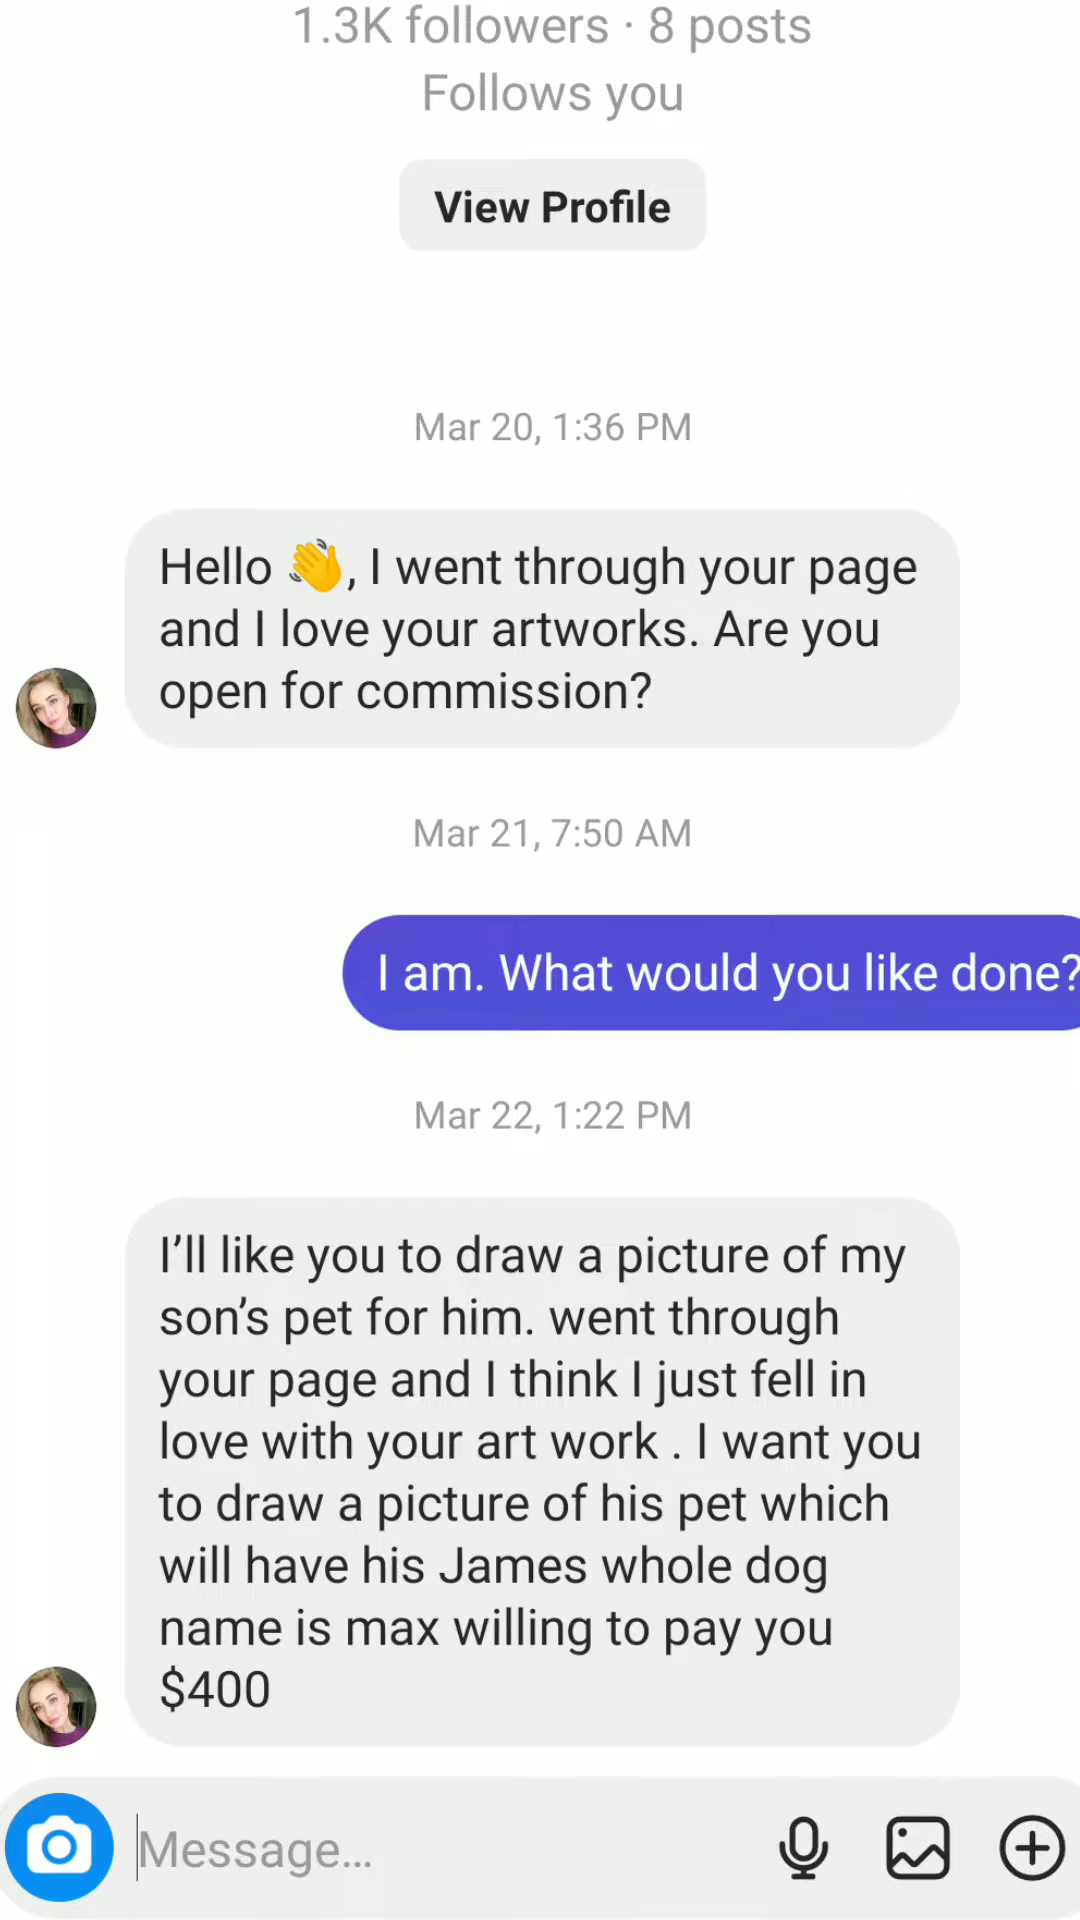 1.3K followers · 8 posts
Follows you
View Profile
Mar 20, 1:36 PM
Hello 👋, I went through your page
and I love your artworks. Are you
open for commission?
Mar 21, 7:50 AM
I am. What would you like done?
Mar 22, 1:22 PM
I’ll like you to draw a picture of my
son’s pet for him. went through
your page and I think I just fell in
love with your art work . I want you
to draw a picture of his pet which
will have his James whole dog
name is max willing to pay you
$400
Message...